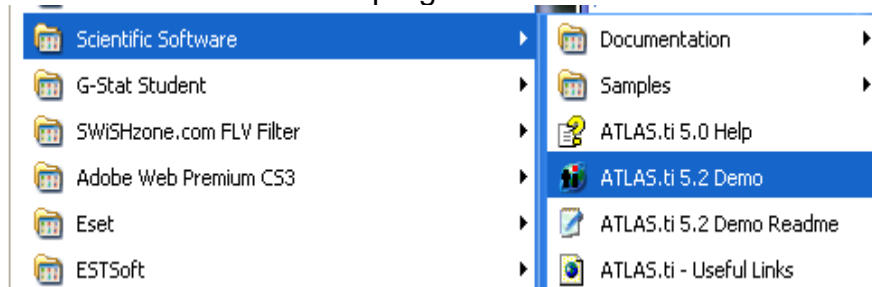 Scientific Software
G-Stat Student
SWiSHzone.com FLV Filter
Adobe Web Premium CS3
Eset
ESTSoft
Documentation
Samples
ATLAS.ti 5.0 Help
ATLAS.ti 5.2 Demo
ATLAS.ti 5.2 Demo Readme
ATLAS.ti - Useful Links